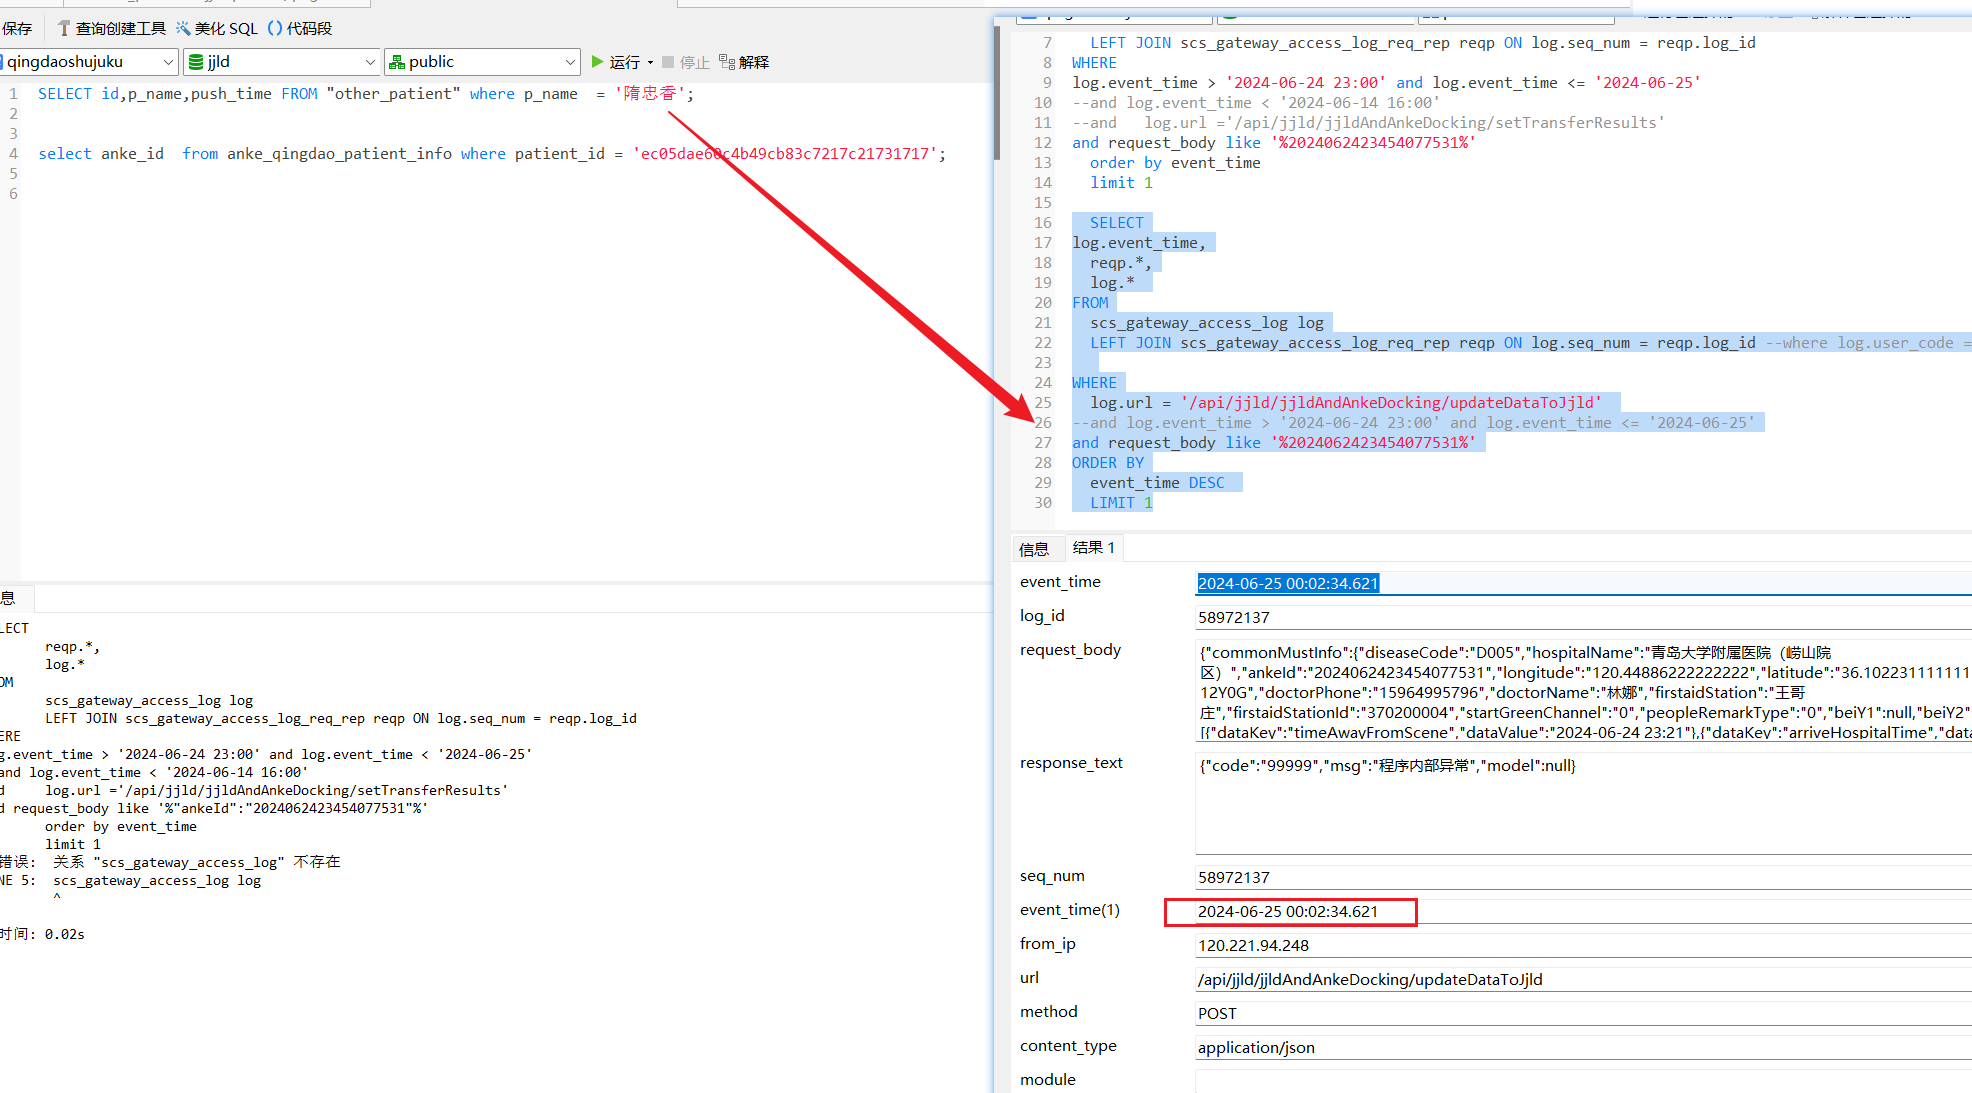 保存 查询创建工具 美化 SQL () 代码段
qingdaoshujuku jjld public 运行 停止 解释
1 SELECT id,p_name,push_time FROM "other_patient" where p_name = '隋忠香';
2
3
4 select anke_id from anke_qingdao_patient_info where patient_id = 'ec05dae60c4b49cb83c7217c21731717';
5
6
息
LECT
reqp.*,
log.*
OM
scs_gateway_access_log log
LEFT JOIN scs_gateway_access_log_req_rep reqp ON log.seq_num = reqp.log_id
ERE
g.event_time > '2024-06-24 23:00' and log.event_time < '2024-06-25'
and log.event_time < '2024-06-14 16:00'
d log.url ='/api/jjld/jjldAndAnkeDocking/setTransferResults'
d request_body like '%"ankeId":"2024062423454077531"%'
order by event_time
limit 1
错误: 关系 "scs_gateway_access_log" 不存在
NE 5: scs_gateway_access_log log
^
时间: 0.02s
7 LEFT JOIN scs_gateway_access_log_req_rep reqp ON log.seq_num = reqp.log_id
8 WHERE
9 log.event_time > '2024-06-24 23:00' and log.event_time <= '2024-06-25'
10 --and log.event_time < '2024-06-14 16:00'
11 --and log.url ='/api/jjld/jjldAndAnkeDocking/setTransferResults'
12 and request_body like '%2024062423454077531%'
13 order by event_time
14 limit 1
15
16 SELECT
17 log.event_time,
18 reqp.*,
19 log.*
20 FROM
21 scs_gateway_access_log log
22 LEFT JOIN scs_gateway_access_log_req_rep reqp ON log.seq_num = reqp.log_id --where log.user_code =
23
24 WHERE
25 log.url = '/api/jjld/jjldAndAnkeDocking/updateDataToJjld'
26 --and log.event_time > '2024-06-24 23:00' and log.event_time <= '2024-06-25'
27 and request_body like '%2024062423454077531%'
28 ORDER BY
29 event_time DESC
30 LIMIT 1
信息 结果 1
event_time 2024-06-25 00:02:34.621
log_id 58972137
request_body {"commonMustInfo":{"diseaseCode":"D005","hospitalName":"青岛大学附属医院（崂山院
区）","ankeId":"2024062423454077531","longitude":"120.44886222222222","latitude":"36.102231111111
12Y0G","doctorPhone":"15964995796","doctorName":"林娜","firstaidStation":"王哥
庄","firstaidStationId":"370200004","startGreenChannel":"0","peopleRemarkType":"0","beiY1":null,"beiY2"
[{"dataKey":"timeAwayFromScene","dataValue":"2024-06-24 23:21"},{"dataKey":"arriveHospitalTime","data
response_text {"code":"99999","msg":"程序内部异常","model":null}
seq_num 58972137
event_time(1) 2024-06-25 00:02:34.621
from_ip 120.221.94.248
url /api/jjld/jjldAndAnkeDocking/updateDataToJjld
method POST
content_type application/json
module